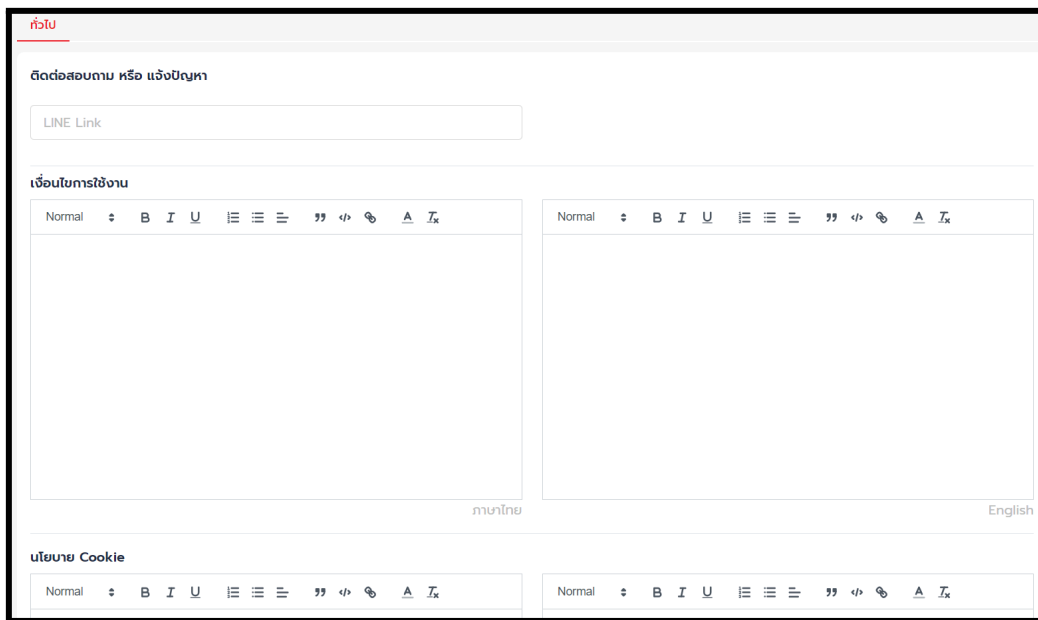 ทั่วไป
ติดต่อสอบถาม หรือ แจ้งปัญหา
LINE Link
เงื่อนไขการใช้งาน
Normal
Normal
ภาษาไทย
English
นโยบาย Cookie
Normal
Normal